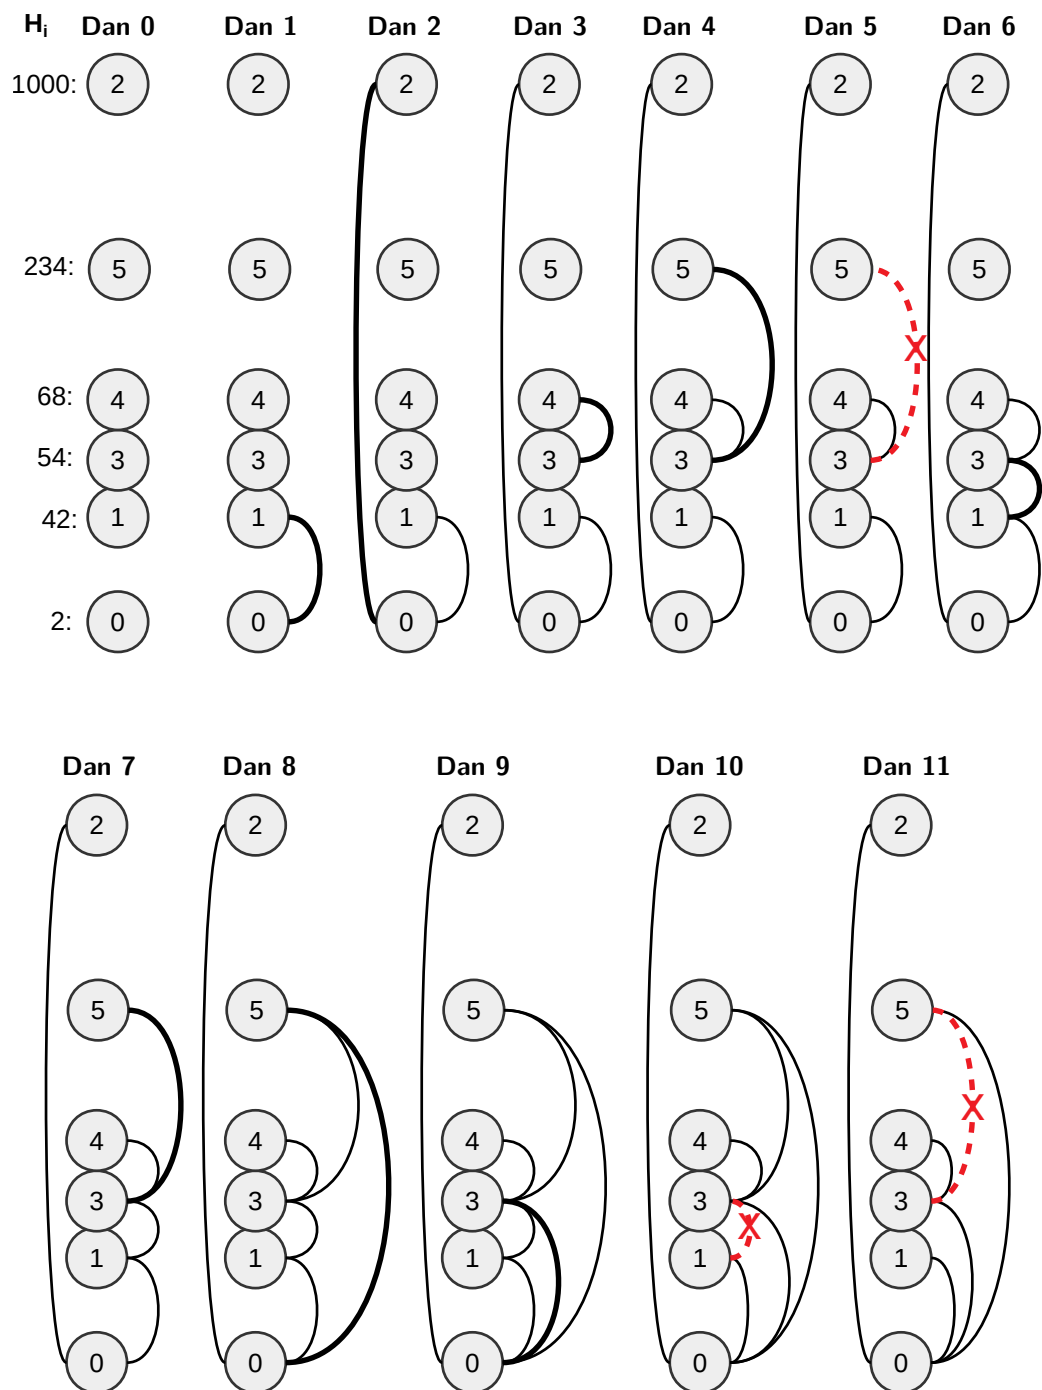 Hi Dan 0 Dan 1 Dan 2 Dan 3 Dan 4 Dan 5 Dan 6
1000: 2 2 2 2 2 2 2
234: 5 5 5 5 5 5 5
68: 4 4 4 4 4 4 4
X
54: 3 3 3 3 3 3 3
42: 1 1 1 1 1 1 1
2: 0 0 0 0 0 0 0
Dan 7 Dan 8 Dan 9 Dan 10 Dan 11
2 2 2 2 2
5 5 5 5 5
X
4 4 4 4 4
3 3 3 3 3
X
1 1 1 1 1
0 0 0 0 0